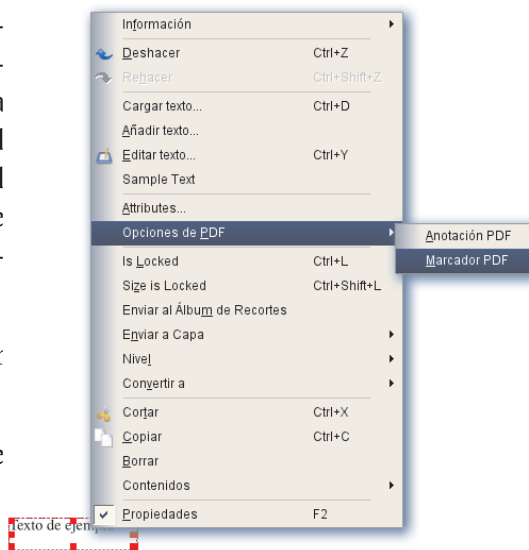 Información
Deshacer Ctrl+Z
Rehacer Ctrl+Shift+Z
Cargar texto... Ctrl+D
Añadir texto...
Editar texto... Ctrl+Y
Sample Text
Attributes...
Opciones de PDF
Anotación PDF
Marcador PDF
Is Locked Ctrl+L
Size is Locked Ctrl+Shift+L
Enviar al Álbum de Recortes
Enviar a Capa
Nivel
Convertir a
Cortar Ctrl+X
Copiar Ctrl+C
Borrar
Contenidos
Propiedades F2
Texto de